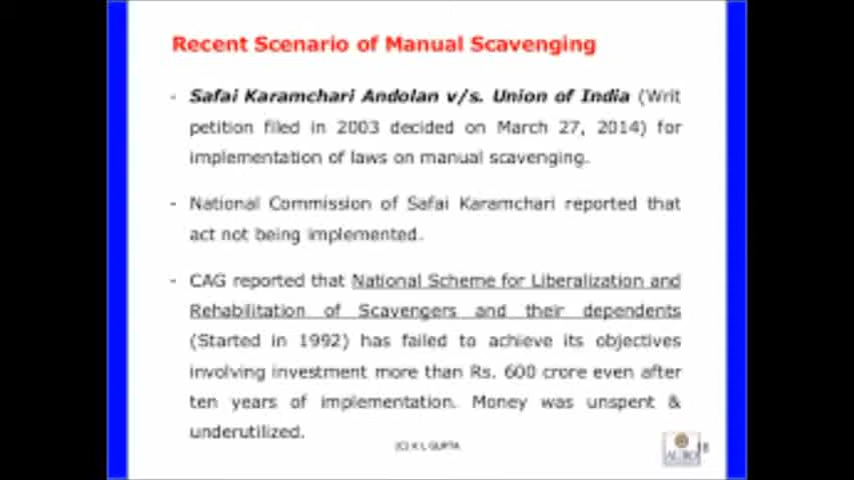 Recent Scenario of Manual Scavenging
- Safai Karamchari Andolan v/s. Union of India (Writ
petition filed in 2003 decided on March 27, 2014) for
implementation of laws on manual scavenging.
- National Commission of Safai Karamchari reported that
act not being implemented.
- CAG reported that National Scheme for Liberalization and
Rehabilitation of Scavengers and their dependents
(Started in 1992) has failed to achieve its objectives
involving investment more than Rs. 600 crore even after
ten years of implementation. Money was unspent &
underutilized.
(C) K L GUPTA